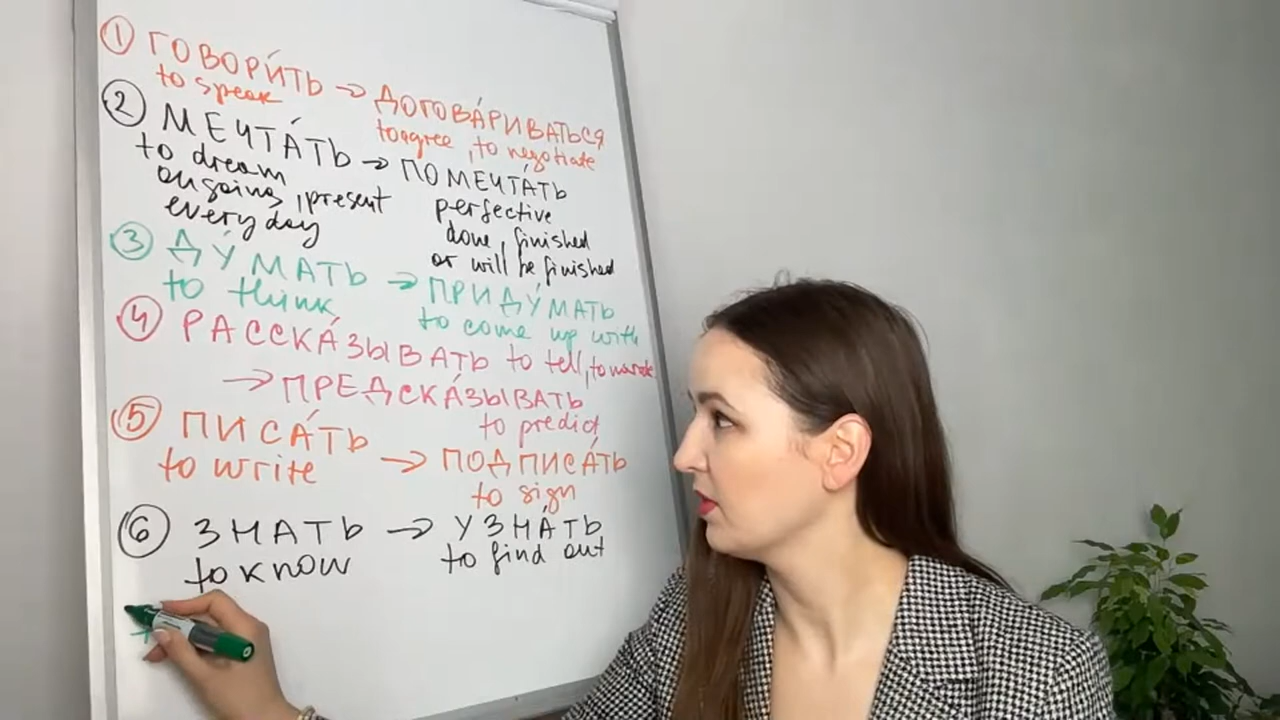 1 ГОВОРИ́ТЬ → ДОГОВА́РИВАТЬСЯ
to speak
to agree, to negotiate
2 МЕЧТА́ТЬ → ПОМЕЧТА́ТЬ
to dream
ongoing, present
every day
perfective
done, finished
or will be finished
3 ДУ́МАТЬ → ПРИДУ́МАТЬ
to think
to come up with
4 РАССКА́ЗЫВАТЬ to tell, to narrate
→ ПРЕДСКА́ЗЫВАТЬ
to predict
5 ПИСА́ТЬ → ПОДПИСА́ТЬ
to write
to sign
6 ЗНАТЬ → УЗНА́ТЬ
to know
to find out